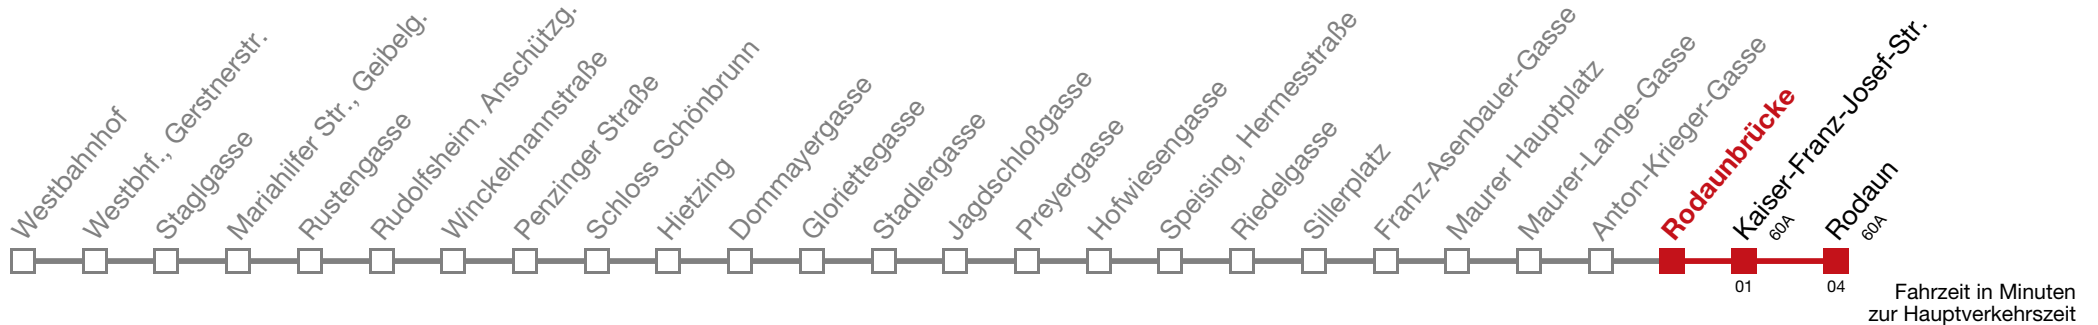 Westbahnhof
Westbhf., Gerstnerstr.
Staglgasse
Mariahilfer Str., Geibelg.
Rustengasse
Rudolfsheim, Anschützg.
Winckelmannstraße
Penzinger Straße
Schloss Schönbrunn
Hietzing
Dommayergasse
Gloriettegasse
Stadlergasse
Jagdschloßgasse
Preyergasse
Hofwiesengasse
Speising, Hermesstraße
Riedelgasse
Sillerplatz
Franz-Asenbauer-Gasse
Maurer Hauptplatz
Maurer-Lange-Gasse
Anton-Krieger-Gasse
Rodaunbrücke
Kaiser-Franz-Josef-Str.
60A
Rodaun
60A
01
04
Fahrzeit in Minuten
zur Hauptverkehrszeit